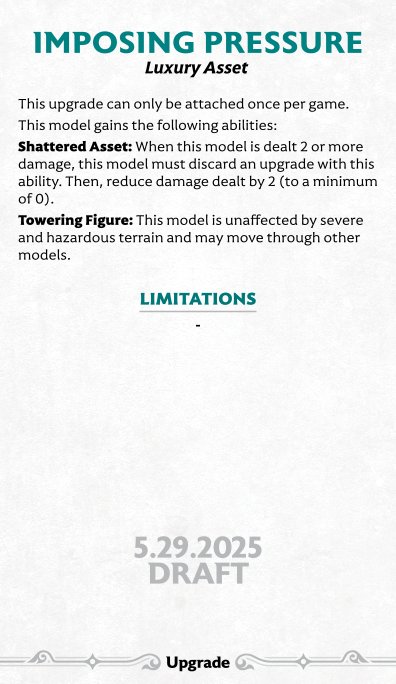 IMPOSING PRESSURE
Luxury Asset
This upgrade can only be attached once per game.
This model gains the following abilities:
Shattered Asset: When this model is dealt 2 or more
damage, this model must discard an upgrade with this
ability. Then, reduce damage dealt by 2 (to a minimum
of 0).
Towering Figure: This model is unaffected by severe
and hazardous terrain and may move through other
models.
LIMITATIONS
-
5.29.2025
DRAFT
Upgrade